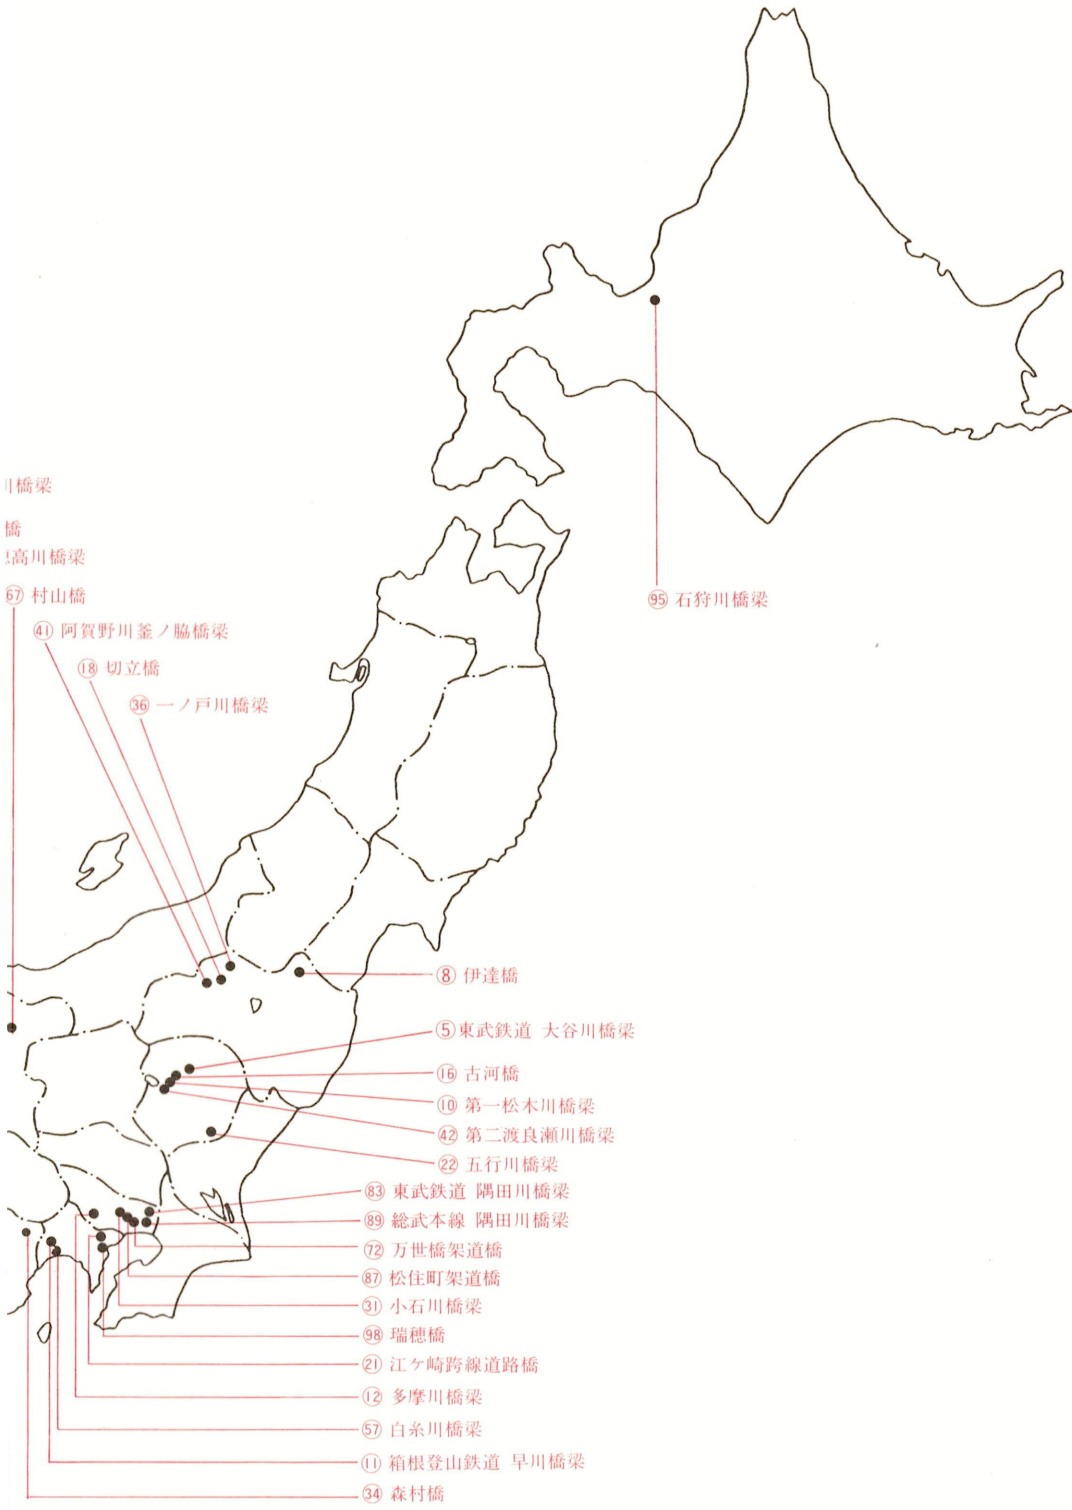 川橋梁
橋
高川橋梁
67 村山橋
41 阿賀野川釜ノ脇橋梁
18 切立橋
36 一ノ戸川橋梁
95 石狩川橋梁
8 伊達橋
5 東武鉄道 大谷川橋梁
16 古河橋
10 第一松木川橋梁
42 第二渡良瀬川橋梁
22 五行川橋梁
83 東武鉄道 隅田川橋梁
89 総武本線 隅田川橋梁
72 万世橋架道橋
87 松住町架道橋
31 小石川橋梁
98 瑞穂橋
21 江ケ崎跨線道路橋
12 多摩川橋梁
57 白糸川橋梁
11 箱根登山鉄道 早川橋梁
34 森村橋